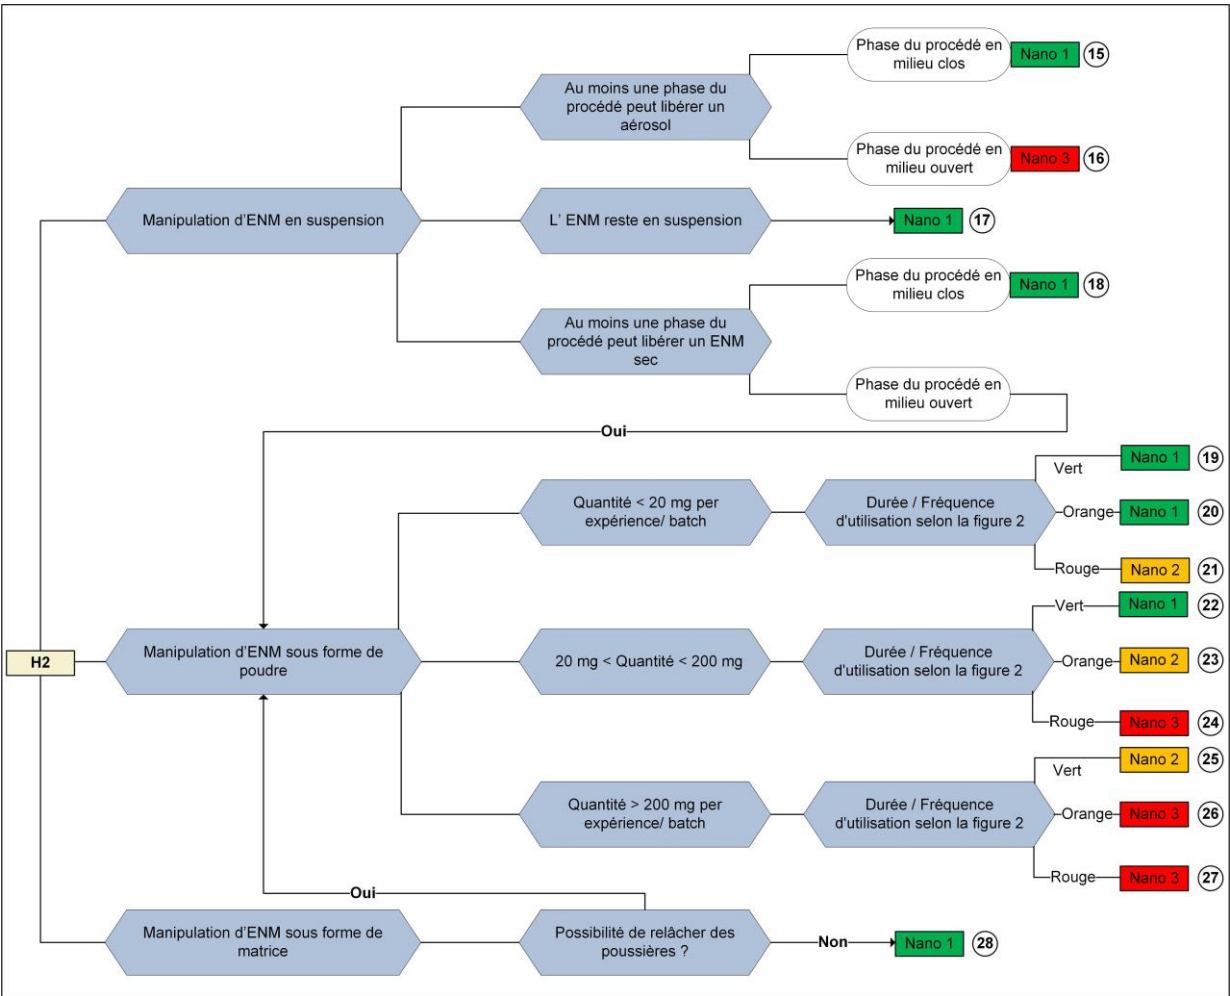 Phase du procédé en
milieu clos
Nano 1
15
Au moins une phase du
procédé peut libérer un
aérosol
Phase du procédé en
milieu ouvert
Nano 3
16
Manipulation d'ENM en suspension
L' ENM reste en suspension
Nano 1
17
Phase du procédé en
milieu clos
Nano 1
18
Au moins une phase du
procédé peut libérer un ENM
sec
Phase du procédé en
milieu ouvert
Oui
Quantité < 20 mg per
expérience/ batch
Durée / Fréquence
d'utilisation selon la figure 2
Vert
Nano 1
19
Orange
Nano 1
20
Rouge
Nano 2
21
H2
Manipulation d'ENM sous forme de
poudre
20 mg < Quantité < 200 mg
Durée / Fréquence
d'utilisation selon la figure 2
Vert
Nano 1
22
Orange
Nano 2
23
Rouge
Nano 3
24
Quantité > 200 mg per
expérience/ batch
Durée / Fréquence
d'utilisation selon la figure 2
Vert
Nano 2
25
Orange
Nano 3
26
Rouge
Nano 3
27
Oui
Manipulation d'ENM sous forme de
matrice
Possibilité de relâcher des
poussières ?
Non
Nano 1
28